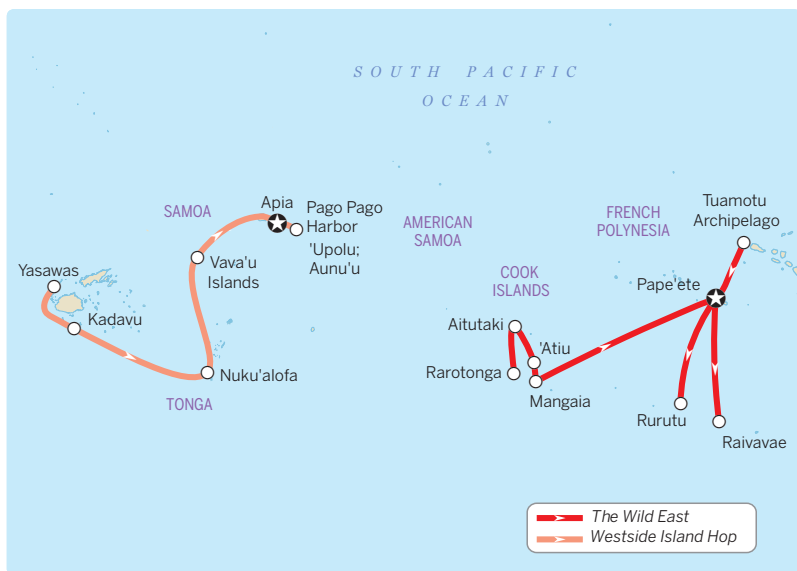 SOUTH PACIFIC
OCEAN
SAMOA
Apia
Pago Pago
Harbor
'Upolu;
Aunu'u
AMERICAN
SAMOA
FRENCH
POLYNESIA
Tuamotu
Archipelago
Yasawas
Vava'u
Islands
COOK
ISLANDS
Pape'ete
Kadavu
Aitutaki
'Atiu
Nuku'alofa
Rarotonga
Mangaia
TONGA
Rurutu
Raivavae
The Wild East
Westside Island Hop